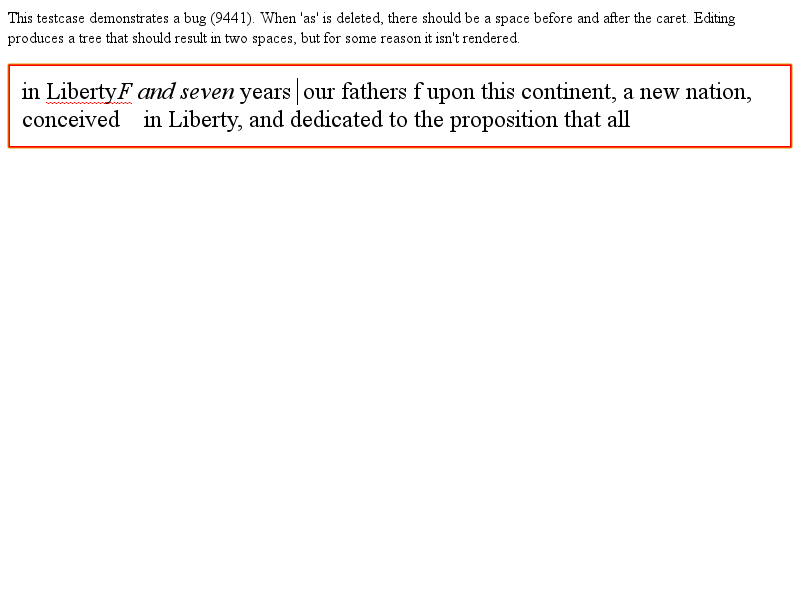 This testcase demonstrates a bug (9441). When 'as' is deleted, there should be a space before and after the caret. Editing
produces a tree that should result in two spaces, but for some reason it isn't rendered.
in LibertyF and seven years our fathers f upon this continent, a new nation,
conceived    in Liberty, and dedicated to the proposition that all